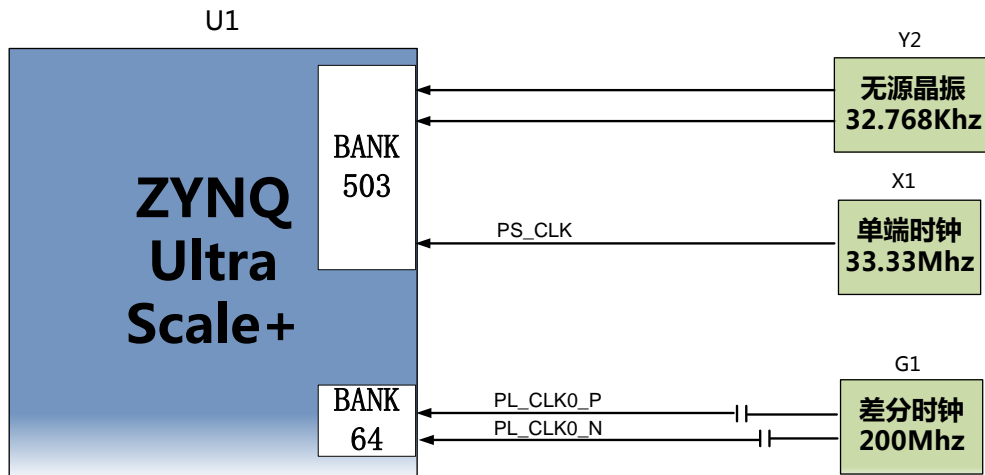 U1
ZYNQ
Ultra
Scale+
BANK
503
BANK
64
PS_CLK
PL_CLK0_P
PL_CLK0_N
Y2
无源晶振
32.768Khz
X1
单端时钟
33.33Mhz
G1
差分时钟
200Mhz